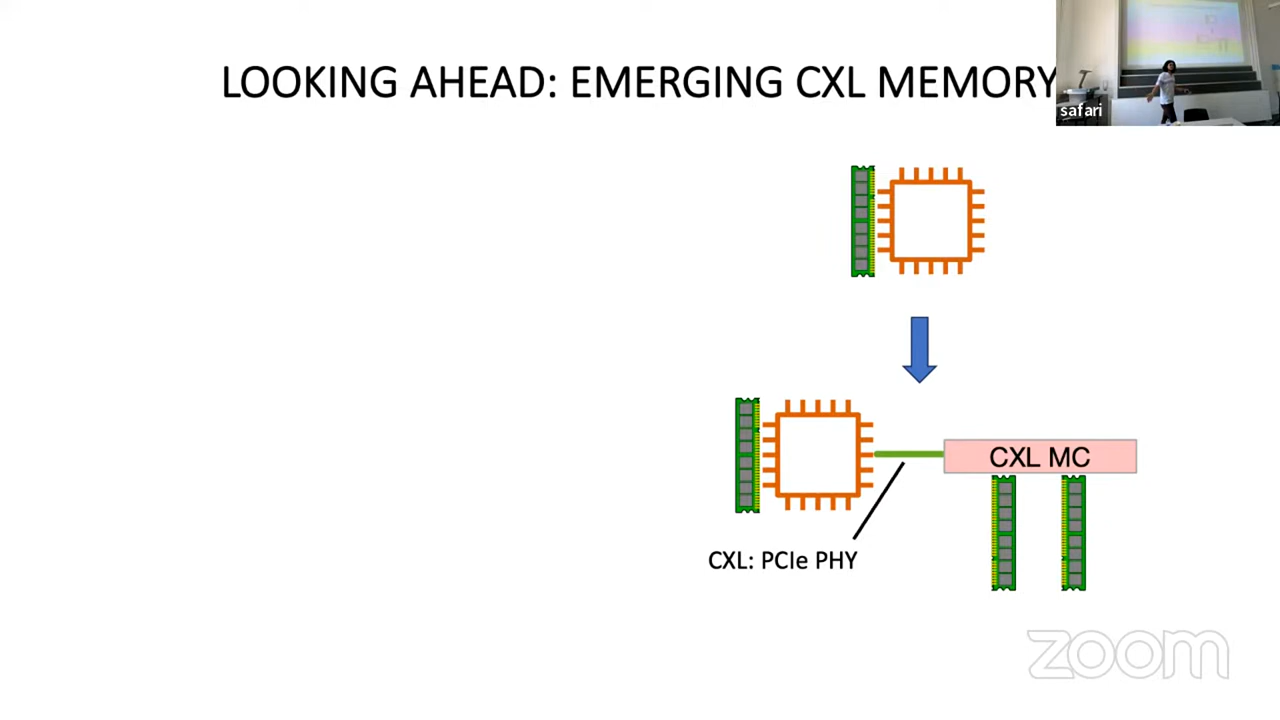 LOOKING AHEAD: EMERGING CXL MEMORY
safari
CXL MC
CXL: PCIe PHY
zoom